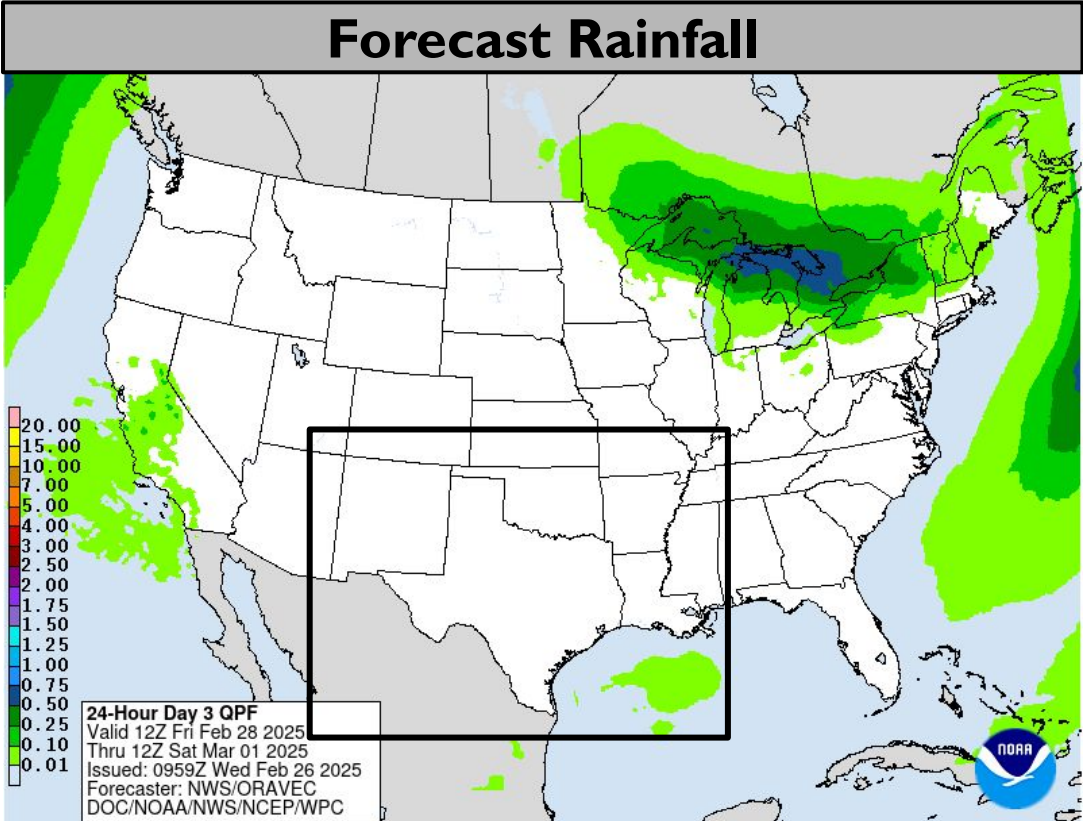 Forecast Rainfall
20.00
15.00
10.00
7.00
5.00
4.00
3.00
2.50
2.00
1.75
1.50
1.25
1.00
0.75
0.50
0.25
0.10
0.01
24-Hour Day 3 QPF
Valid 12Z Fri Feb 28 2025
Thru 12Z Sat Mar 01 2025
Issued: 0959Z Wed Feb 26 2025
Forecaster: NWS/ORAVEC
DOC/NOAA/NWS/NCEP/WPC
NOAA